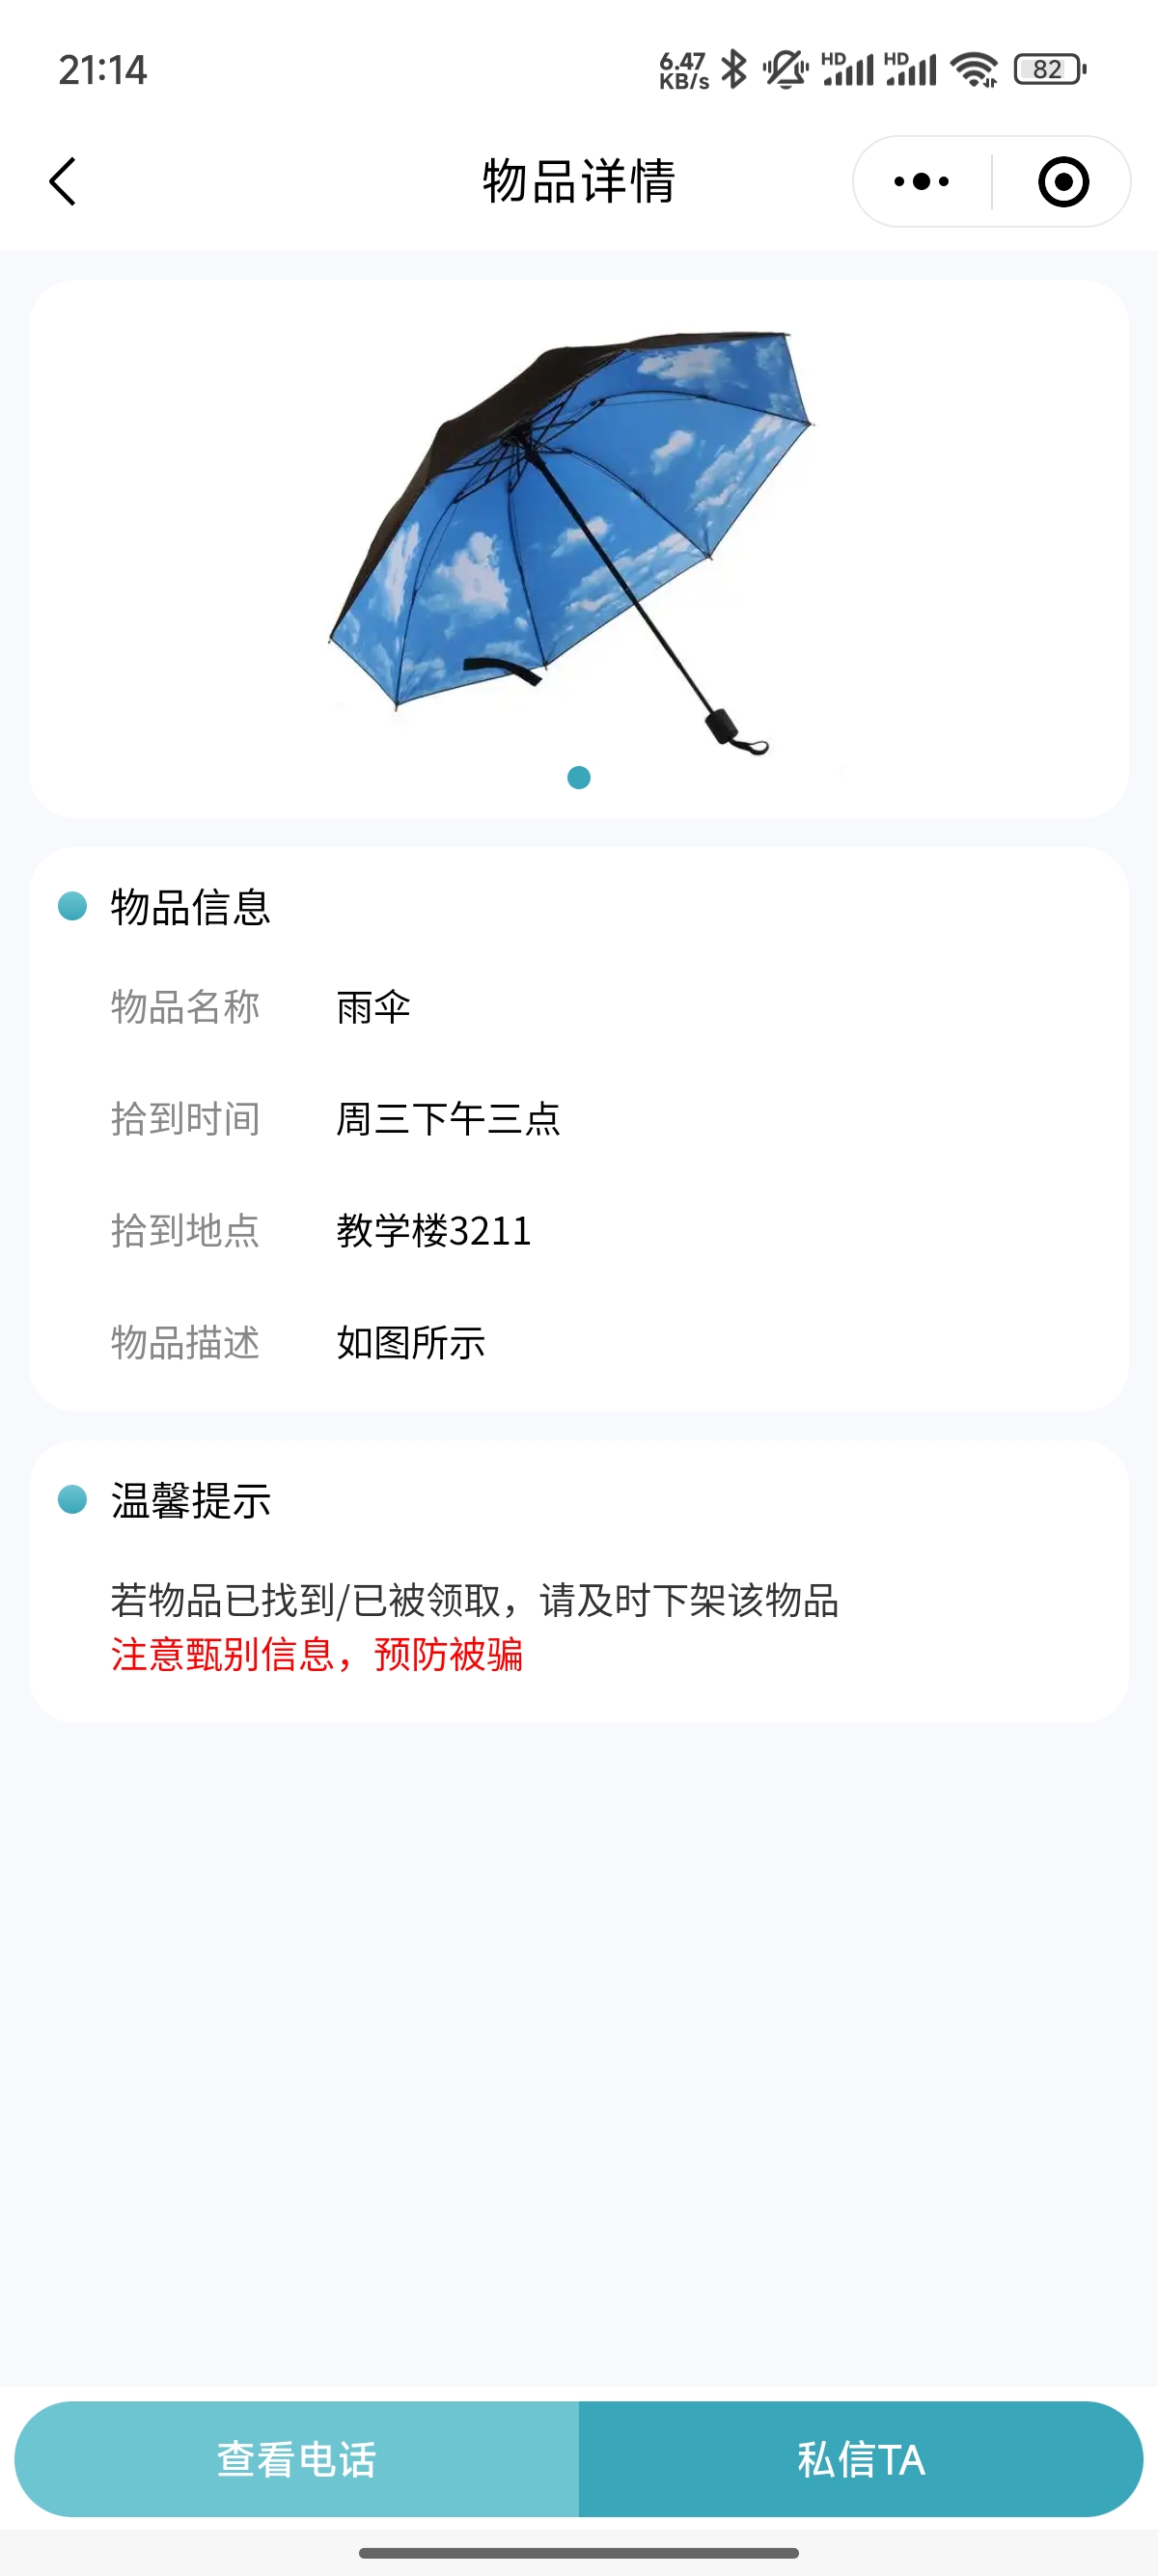 21:14
6.47
KB/s
HD
HD
82
物品详情
物品信息
物品名称 雨伞
拾到时间 周三下午三点
拾到地点 教学楼3211
物品描述 如图所示
温馨提示
若物品已找到/已被领取，请及时下架该物品
注意甄别信息，预防被骗
查看电话 私信TA